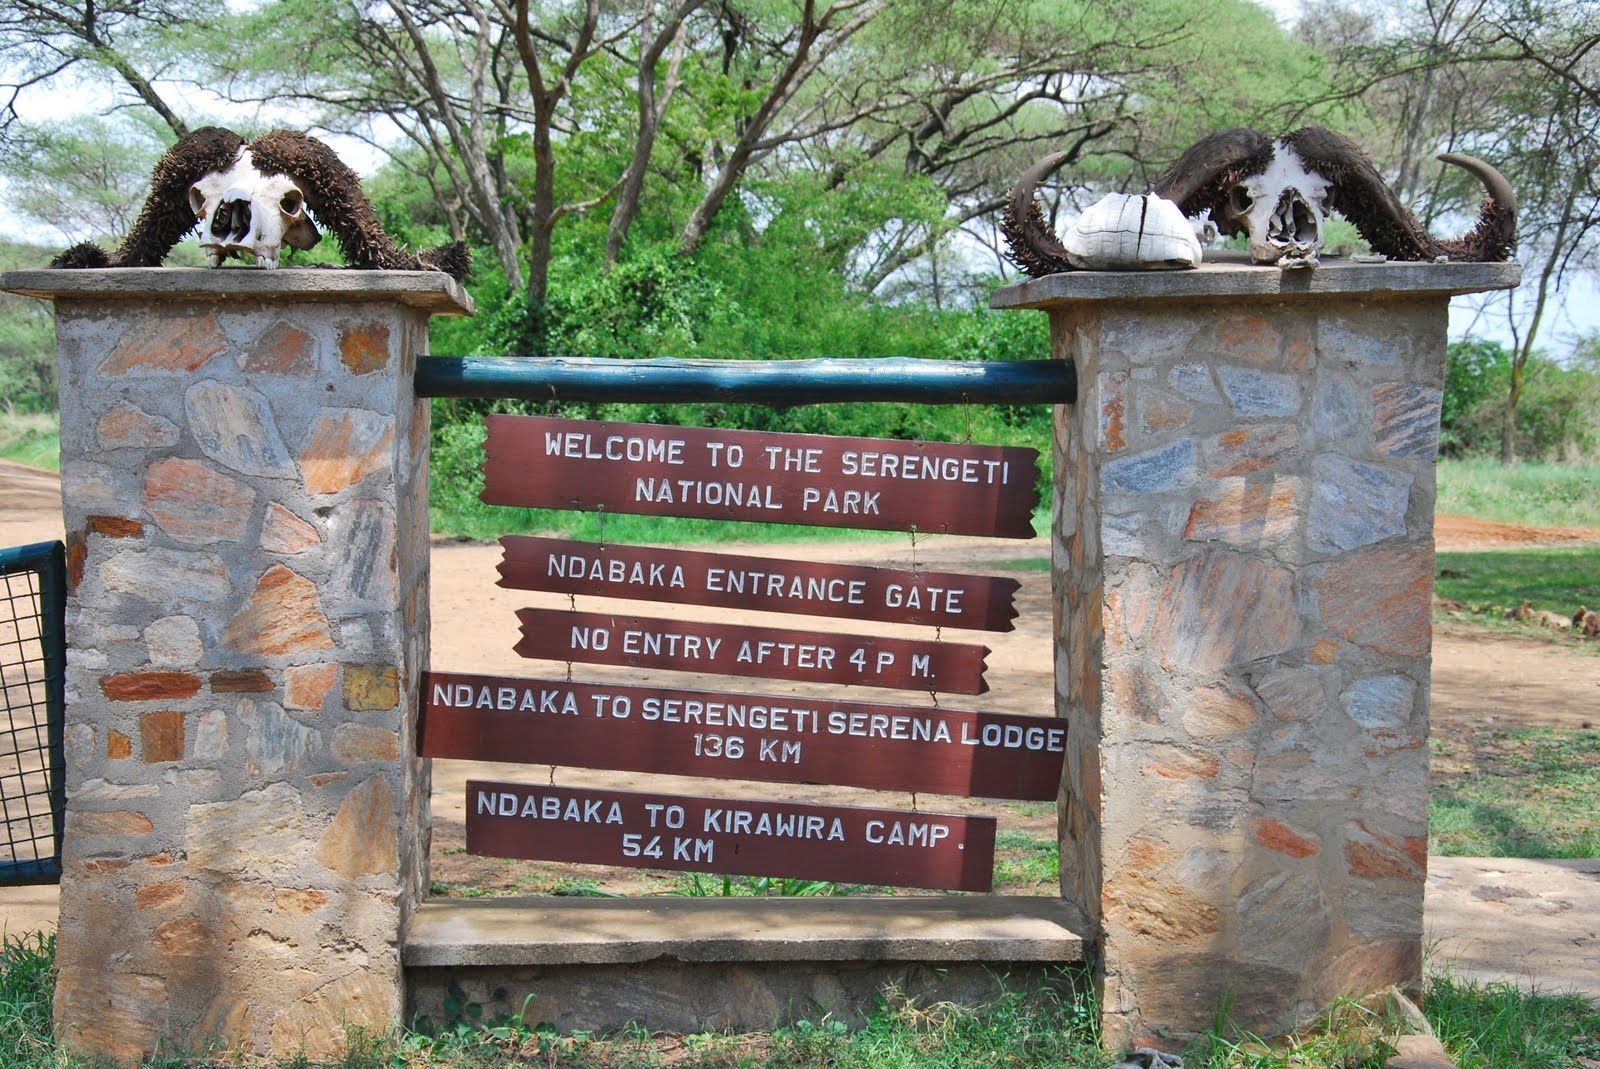 WELCOME TO THE SERENGETI
NATIONAL PARK
NDABAKA ENTRANCE GATE
NO ENTRY AFTER 4 P M.
NDABAKA TO SERENGETI SERENA LODGE
136 KM
NDABAKA TO KIRAWIRA CAMP.
54 KM